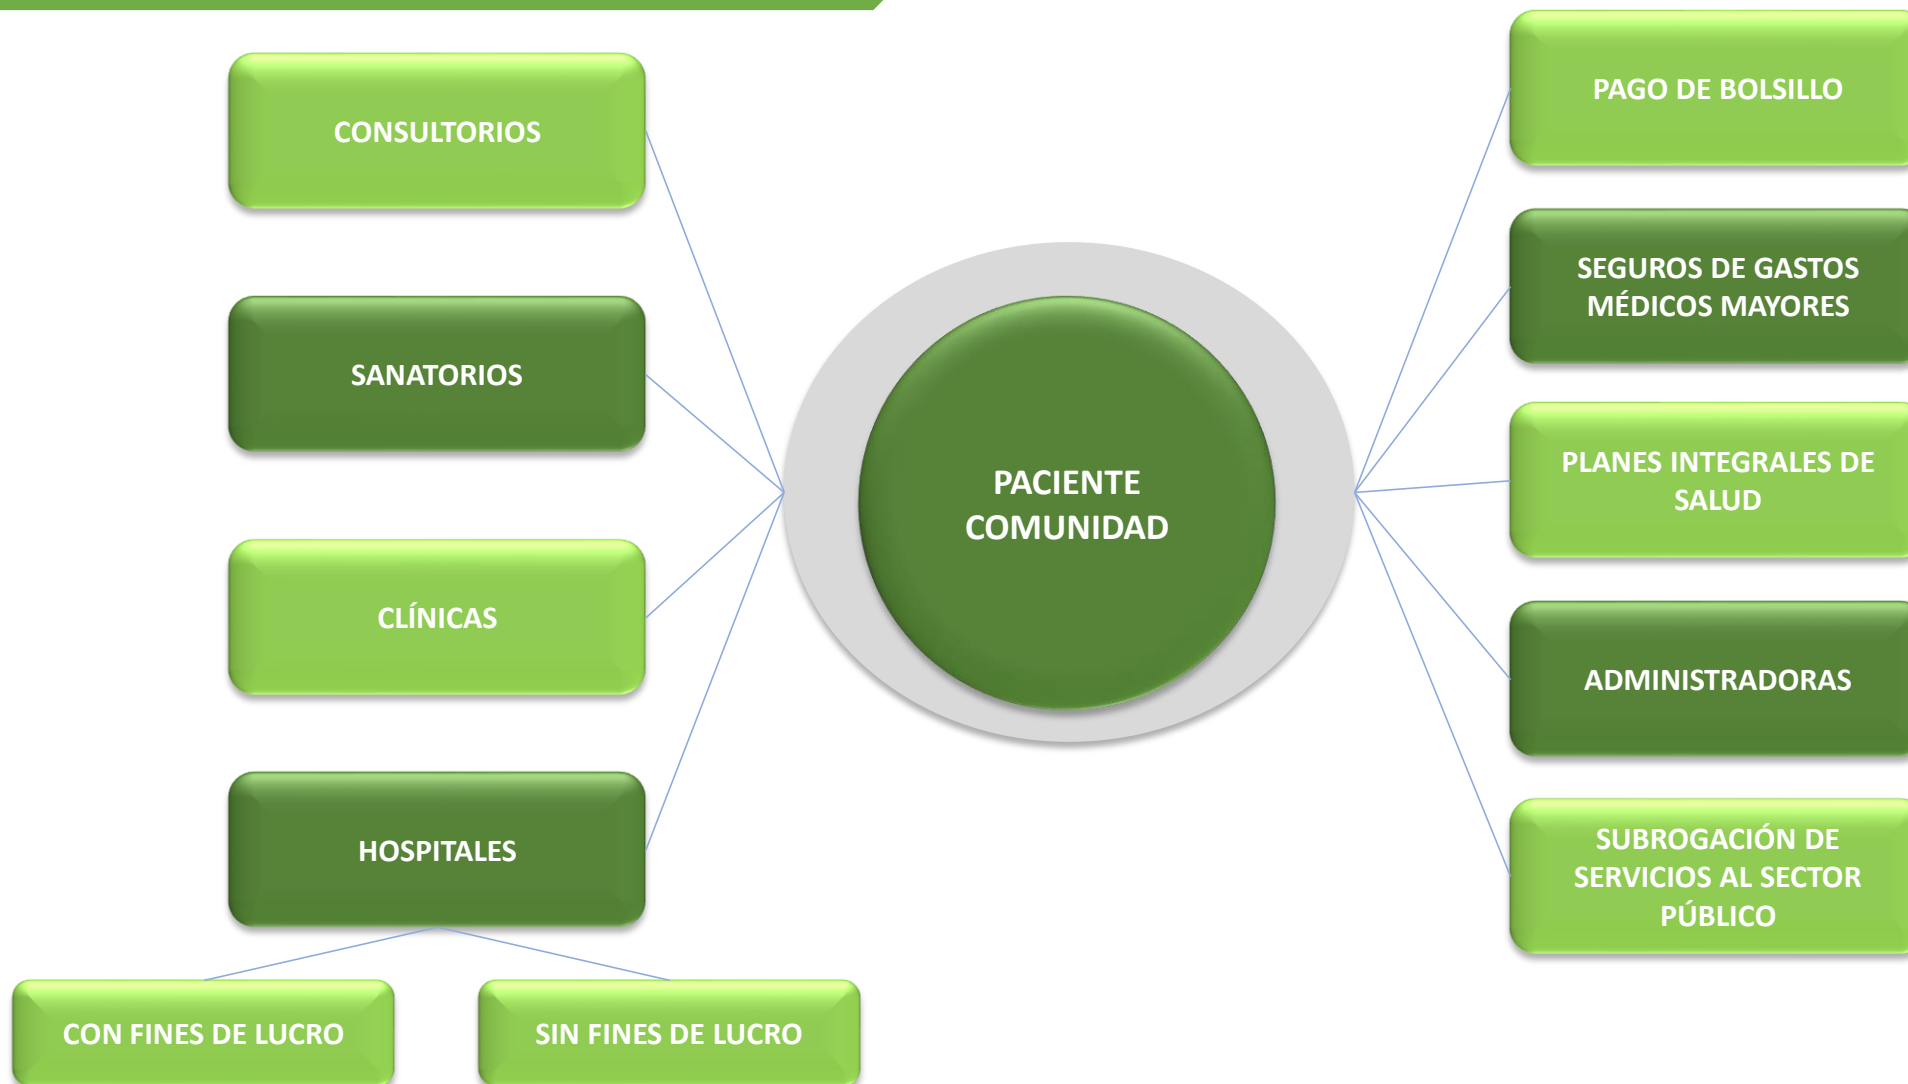 CONSULTORIOS
SANATORIOS
CLÍNICAS
HOSPITALES
CON FINES DE LUCRO
SIN FINES DE LUCRO
PACIENTE
COMUNIDAD
PAGO DE BOLSILLO
SEGUROS DE GASTOS
MÉDICOS MAYORES
PLANES INTEGRALES DE
SALUD
ADMINISTRADORAS
SUBROGACIÓN DE
SERVICIOS AL SECTOR
PÚBLICO